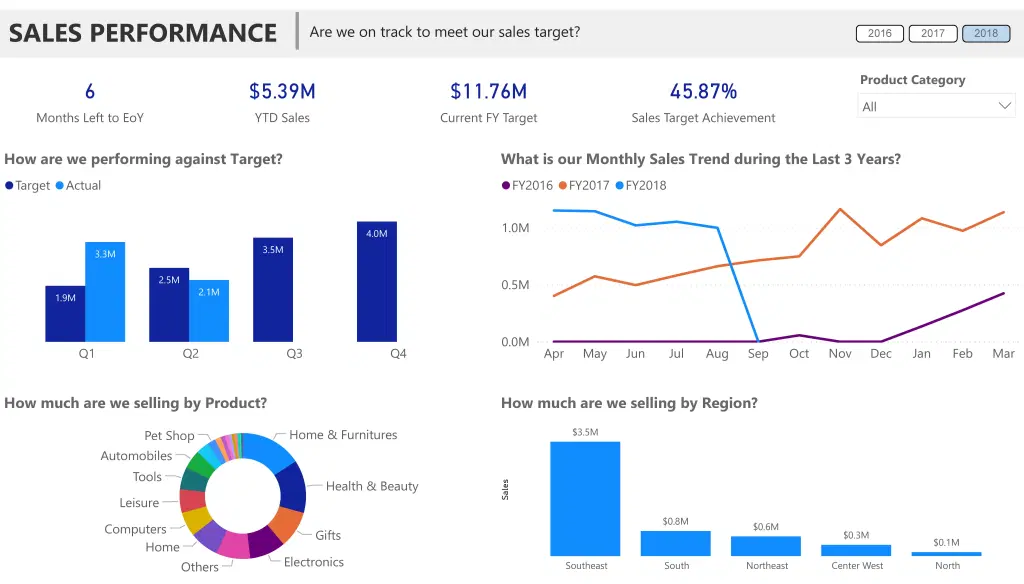 SALES PERFORMANCE
Are we on track to meet our sales target?
2016 2017 2018
6
Months Left to EoY
$5.39M
YTD Sales
$11.76M
Current FY Target
45.87%
Sales Target Achievement
Product Category
All
How are we performing against Target?
Target Actual
1.9M
3.3M
2.5M
2.1M
3.5M
4.0M
Q1 Q2 Q3 Q4
What is our Monthly Sales Trend during the Last 3 Years?
FY2016 FY2017 FY2018
1.0M
0.5M
0.0M
Apr May Jun Jul Aug Sep Oct Nov Dec Jan Feb Mar
How much are we selling by Product?
Home & Furnitures
Health & Beauty
Gifts
Electronics
Others
Home
Computers
Leisure
Tools
Automobiles
Pet Shop
How much are we selling by Region?
Sales
$3.5M
$0.8M
$0.6M
$0.3M
$0.1M
Southeast South Northeast Center West North